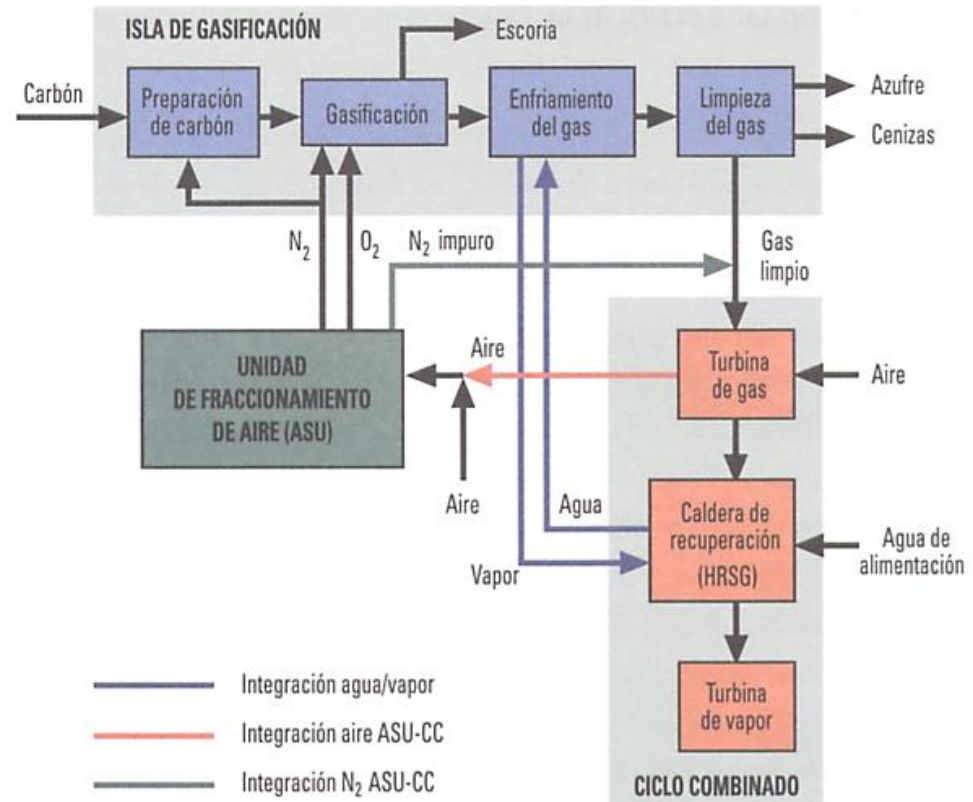 ISLA DE GASIFICACIÓN
Escoria
Carbón
Preparación
de carbón
Gasificación
Enfriamiento
del gas
Limpieza
del gas
Azufre
Cenizas
N2
O2
N2 impuro
Gas
limpio
UNIDAD
DE FRACCIONAMIENTO
DE AIRE (ASU)
Aire
Turbina
de gas
Aire
Aire
Agua
Vapor
Caldera de
recuperación
(HRSG)
Agua de
alimentación
Turbina
de vapor
Integración agua/vapor
Integración aire ASU-CC
Integración N2 ASU-CC
CICLO COMBINADO